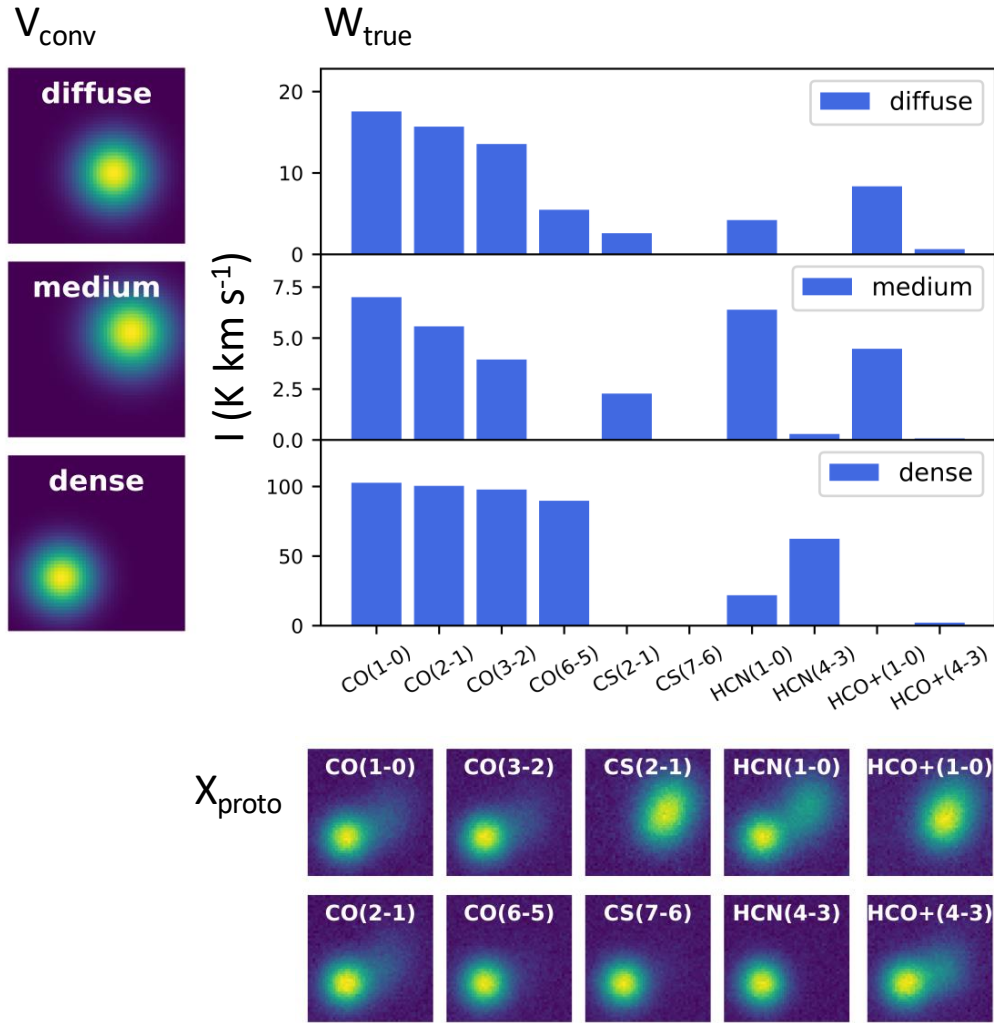 Vconv
Wtrue
diffuse
medium
dense
I (K km s-1)
20
10
0
diffuse
7.5
5.0
2.5
0.0
medium
100
50
0
dense
CO(1-0)
CO(2-1)
CO(3-2)
CO(6-5)
CS(2-1)
CS(7-6)
HCN(1-0)
HCN(4-3)
HCO+(1-0)
HCO+(4-3)
Xproto
CO(1-0) CO(3-2) CS(2-1) HCN(1-0) HCO+(1-0)
CO(2-1) CO(6-5) CS(7-6) HCN(4-3) HCO+(4-3)